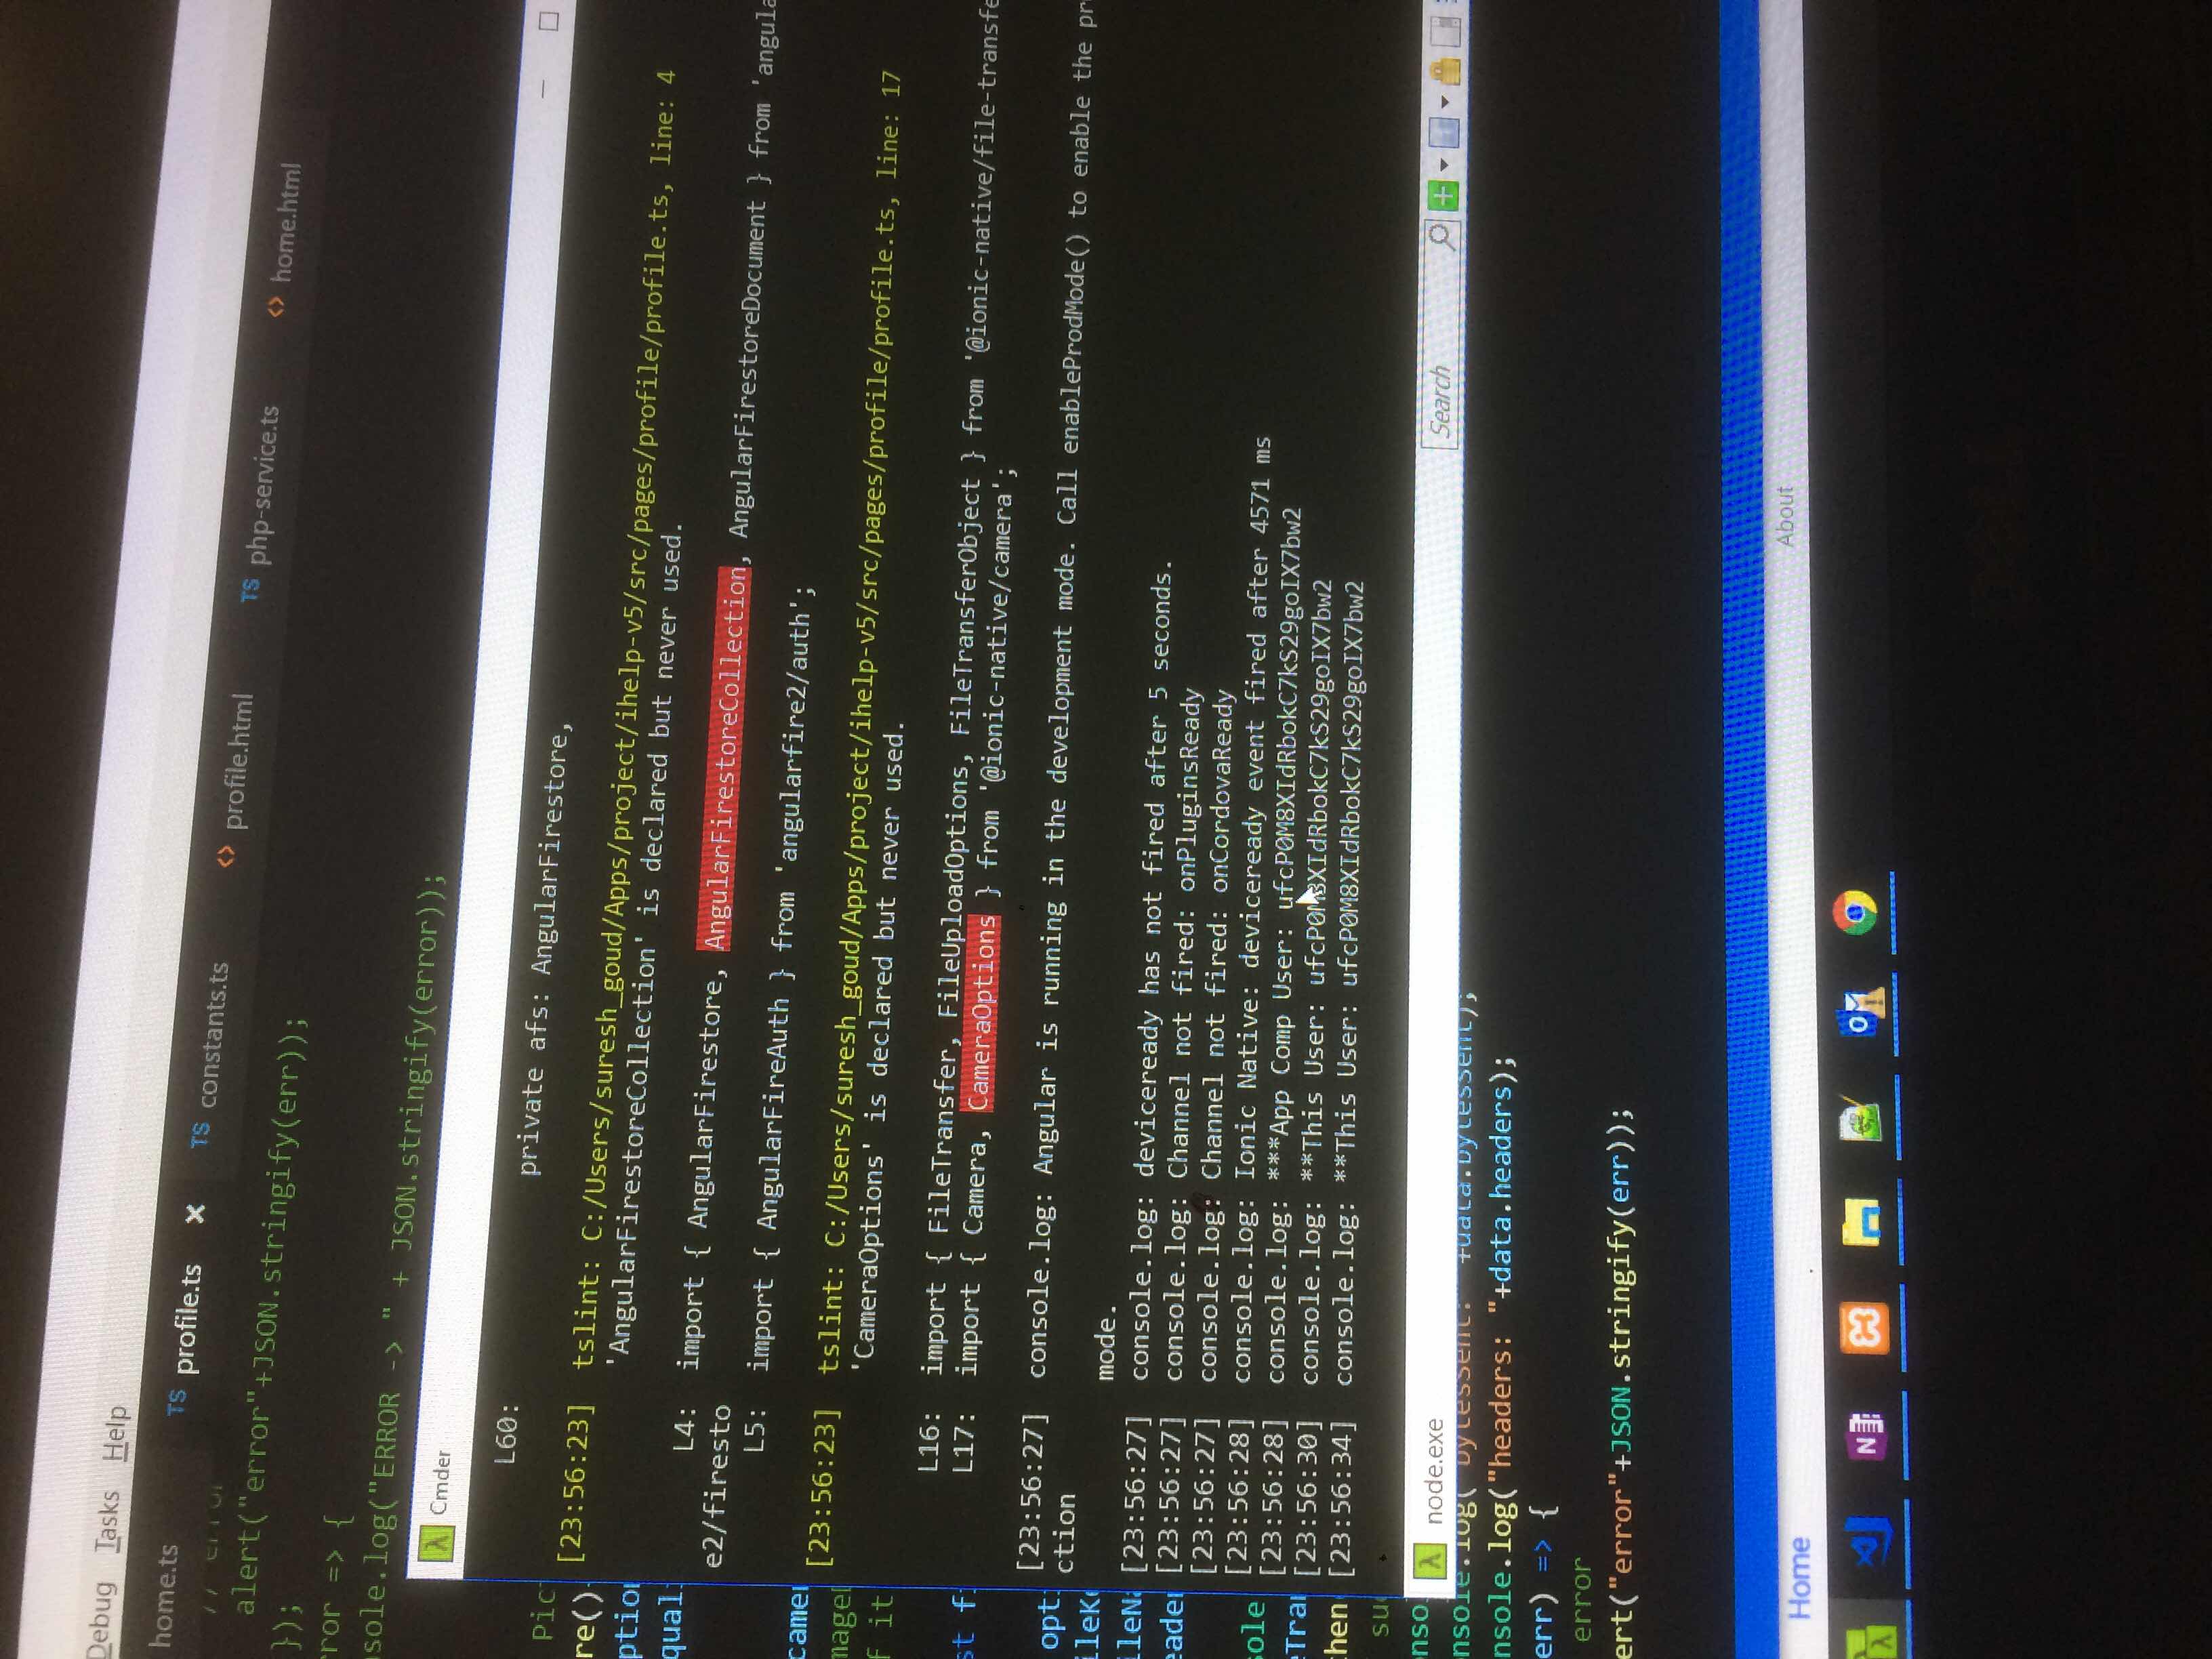 Debug Tasks Help
home.ts
TS profile.ts ×
TS constants.ts
<> profile.html
TS php-service.ts
<> home.html
// error
alert("error"+JSON.stringify(err));
});
rror => {
nsole.log("ERROR -> " + JSON.stringify(error));
λ Cmder
L60: private afs: AngularFirestore,
[23:56:23] tslint: C:/Users/suresh_goud/Apps/project/ihelp-v5/src/pages/profile/profile.ts, line: 4
'AngularFirestoreCollection' is declared but never used.
L4: import { AngularFirestore, AngularFirestoreCollection, AngularFirestoreDocument } from 'angula
e2/firesto
L5: import { AngularFireAuth } from 'angularfire2/auth';
[23:56:23] tslint: C:/Users/suresh_goud/Apps/project/ihelp-v5/src/pages/profile/profile.ts, line: 17
'CameraOptions' is declared but never used.
L16: import { FileTransfer, FileUploadOptions, FileTransferObject } from '@ionic-native/file-transfe
L17: import { Camera, CameraOptions } from '@ionic-native/camera';
[23:56:27] console.log: Angular is running in the development mode. Call enableProdMode() to enable the pr
ction
mode.
[23:56:27] console.log: deviceready has not fired after 5 seconds.
[23:56:27] console.log: Channel not fired: onPluginsReady
[23:56:27] console.log: Channel not fired: onCordovaReady
[23:56:28] console.log: Ionic Native: deviceready event fired after 4571 ms
[23:56:28] console.log: ***App Comp User: ufcP0M8XIdRbokC7kS29goIX7bw2
[23:56:30] console.log: **This User: ufcP0M8XIdRbokC7kS29goIX7bw2
[23:56:34] console.log: **This User: ufcP0M8XIdRbokC7kS29goIX7bw2
Pic
re()
ption
qual
camer
mage
f it
st f
opt
ileK
ileN
eader
sole
eTra
then
su
onso
λ node.exe
Search
nsole.log("bytesSent: "+data.bytesSent);
nsole.log("headers: "+data.headers);
err) => {
error
ert("error"+JSON.stringify(err));
Home
About